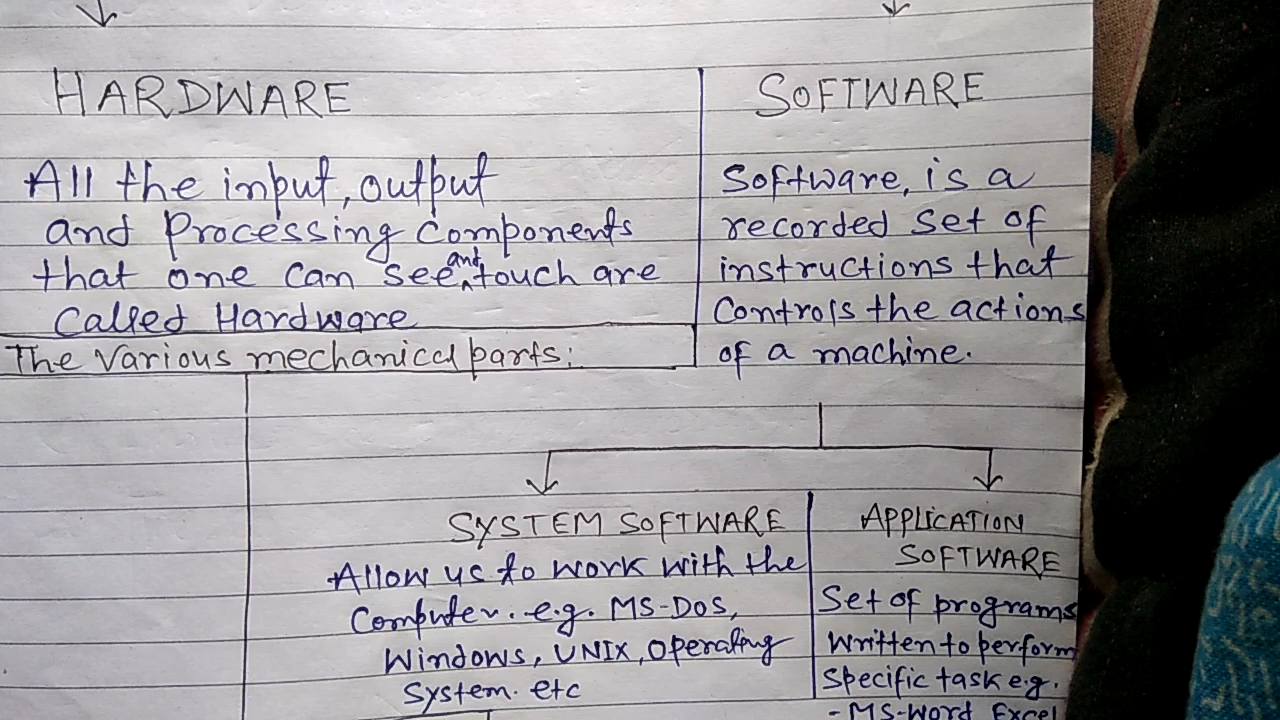 HARDWARE
All the input, output
and Processing Components
that one can see and touch are
Called Hardware
The Various mechanical parts:
SOFTWARE
Software, is a
recorded set of
instructions that
Controls the actions
of a machine.
SYSTEM SOFTWARE
Allow us to work with the
Computer. e.g. MS-DOS,
Windows, UNIX, Operating
System. etc
APPLICATION
SOFTWARE
Set of programs
Written to perform
Specific task e.g.
- MS-Word Excel